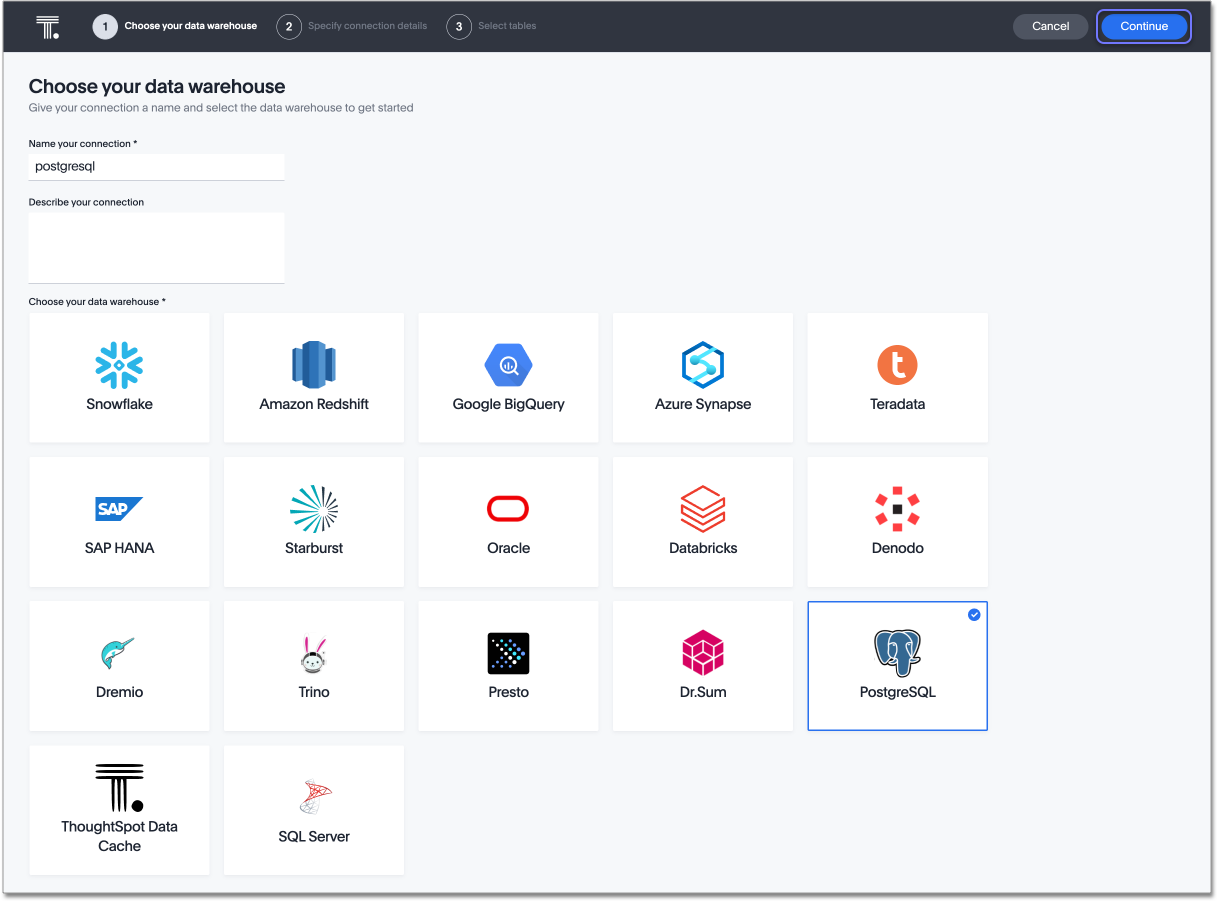 1 Choose your data warehouse 2 Specify connection details 3 Select tables Cancel Continue
Choose your data warehouse
Give your connection a name and select the data warehouse to get started
Name your connection *
postgresql
Describe your connection
Choose your data warehouse *
Snowflake Amazon Redshift Google BigQuery Azure Synapse Teradata
SAP
SAP HANA Starburst Oracle Databricks Denodo
Dremio Trino Presto Dr.Sum PostgreSQL
ThoughtSpot Data
Cache
SQL Server